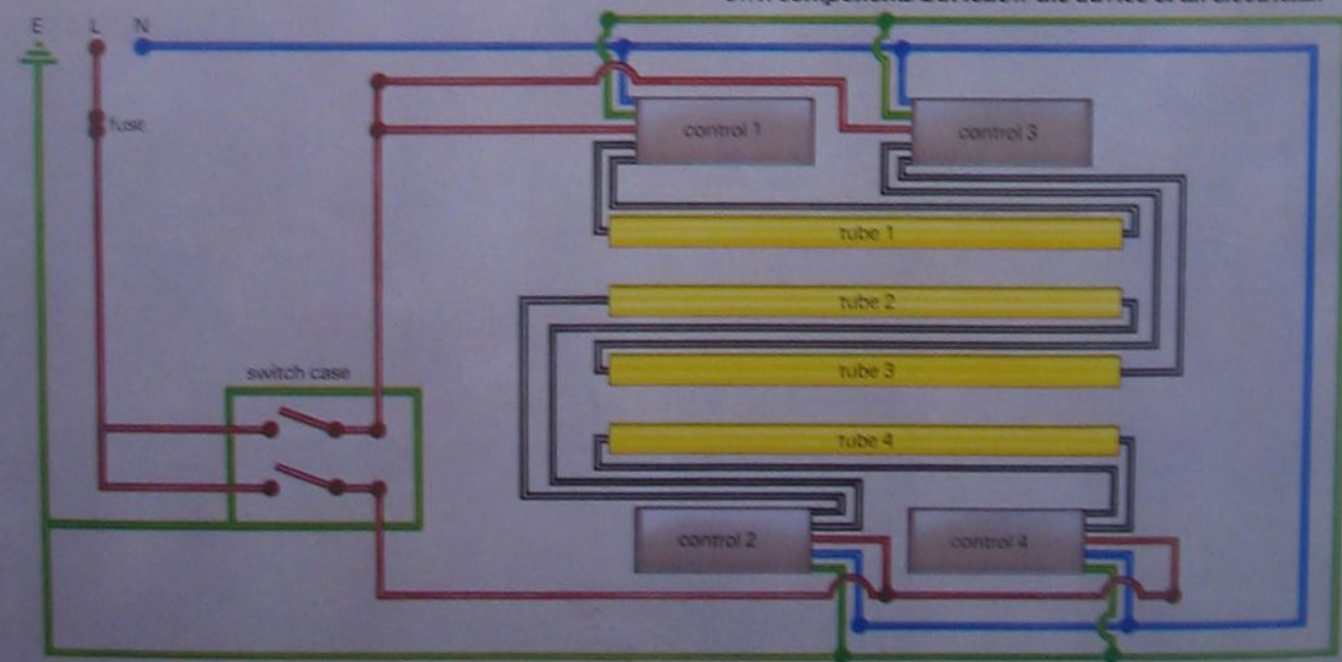 E L N
fuse
control 1
control 3
tube 1
tube 2
switch case
tube 3
tube 4
control 2
control 4